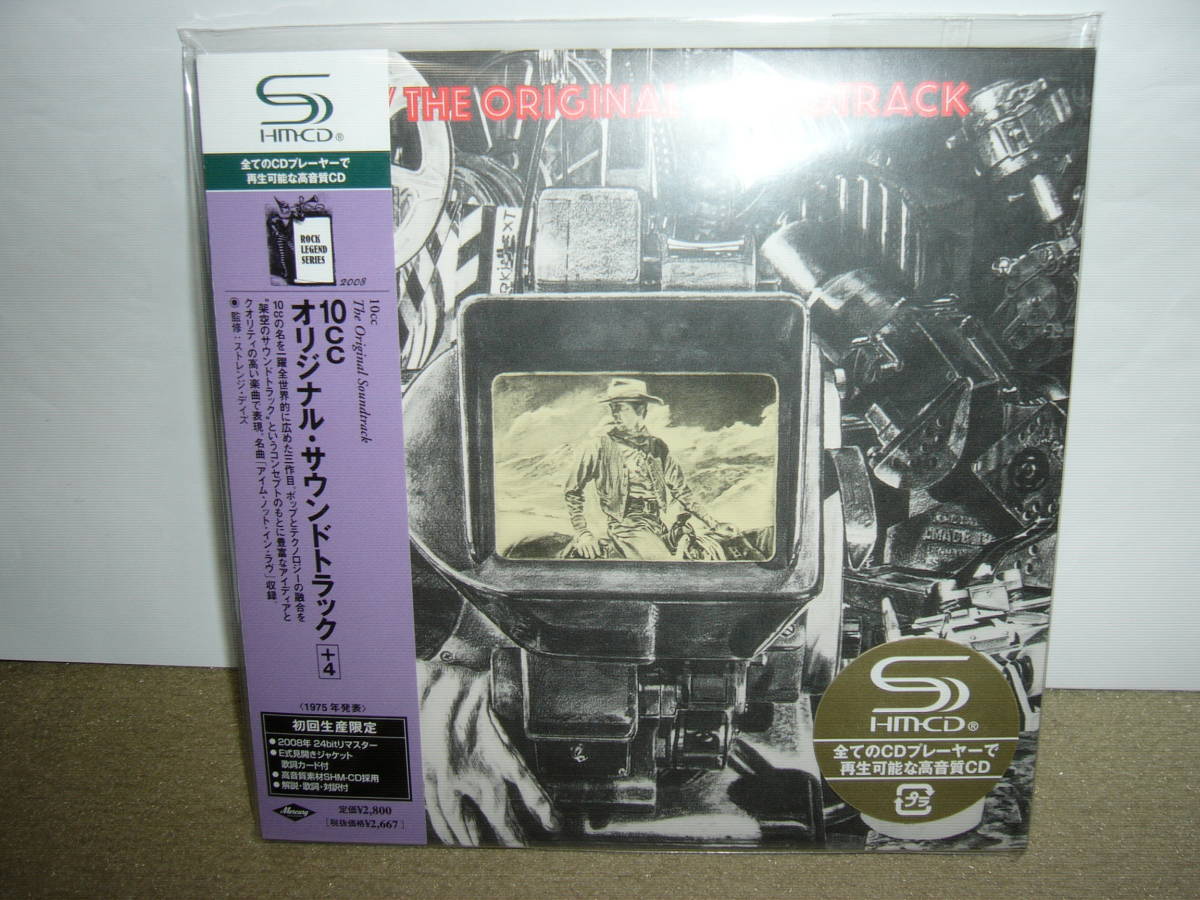 SHM-CD®
全てのCDプレーヤーで
再生可能な高音質CD
ROCK
LEGEND
SERIES
2008
10cc
The Original Soundtrack
10cc
オリジナル・サウンドトラック +4
10ccの名を一躍全世界的に広めた三作目。ポップとテクノロジーの融合を
"架空のサウンドトラック"というコンセプトのもとに豊富なアイディアと
クオリティの高い楽曲で表現。名曲「アイム・ノット・イン・ラヴ」収録。
◉ 監修：ストレンジ・デイズ
〈1975年発表〉
初回生産限定
●2008年 24bitリマスター
●E式見開きジャケット
歌詞カード付
●高音質素材SHM-CD採用
●解説・歌詞・対訳付
Mercury
定価¥2,800
[税抜価格¥2,667]
THE ORIGINAL
TRACK
XT
MADE
SHM-CD®
全てのCDプレーヤーで
再生可能な高音質CD
プラ